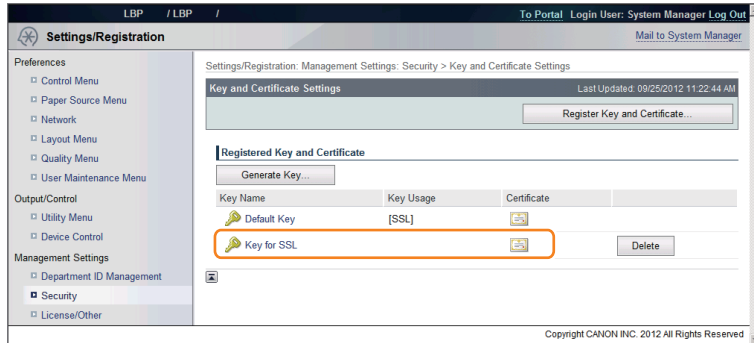 LBP / LBP /
To Portal Login User: System Manager Log Out
Settings/Registration
Mail to System Manager
Preferences
Control Menu
Paper Source Menu
Network
Layout Menu
Quality Menu
User Maintenance Menu
Output/Control
Utility Menu
Device Control
Management Settings
Department ID Management
Security
License/Other
Settings/Registration: Management Settings: Security > Key and Certificate Settings
Key and Certificate Settings
Last Updated: 09/25/2012 11:22:44 AM
Register Key and Certificate...
Registered Key and Certificate
Generate Key...
Key Name Key Usage Certificate
Default Key [SSL]
Key for SSL Delete
Copyright CANON INC. 2012 All Rights Reserved